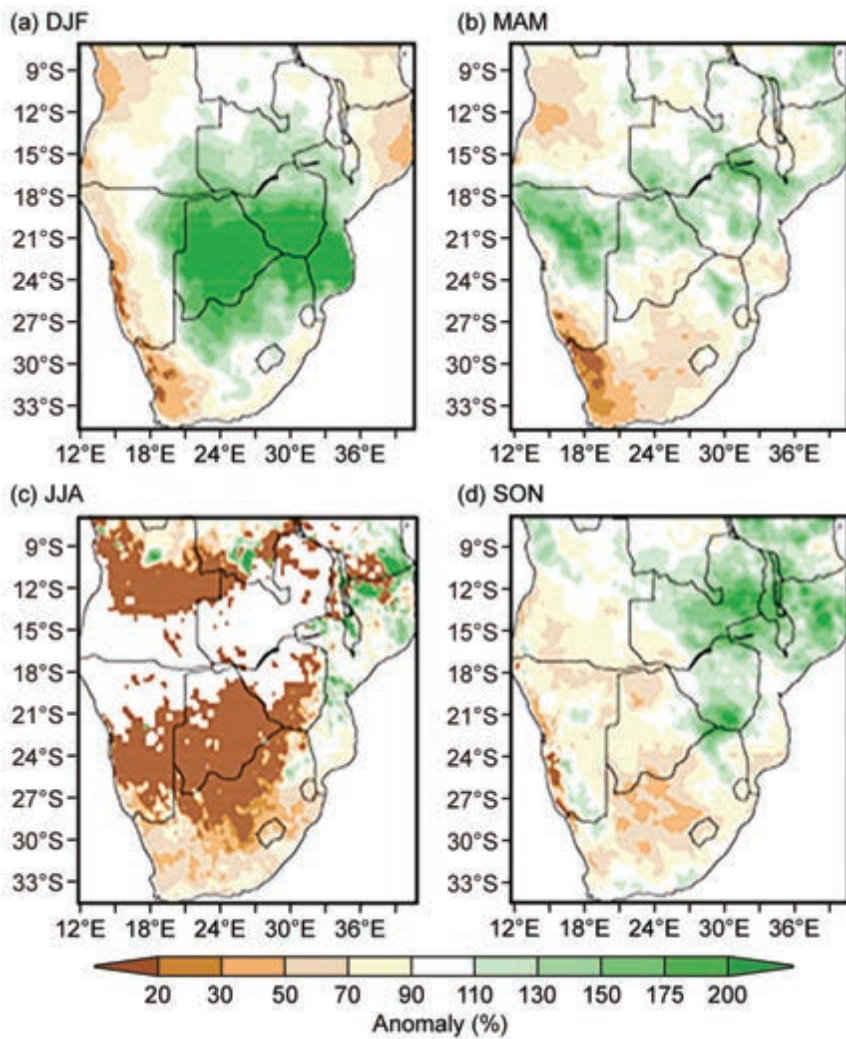 (a) DJF
(b) MAM
9°S
12°S
15°S
18°S
21°S
24°S
27°S
30°S
33°S
12°E 18°E 24°E 30°E 36°E
9°S
12°S
15°S
18°S
21°S
24°S
27°S
30°S
33°S
12°E 18°E 24°E 30°E 36°E
(c) JJA
(d) SON
9°S
12°S
15°S
18°S
21°S
24°S
27°S
30°S
33°S
12°E 18°E 24°E 30°E 36°E
9°S
12°S
15°S
18°S
21°S
24°S
27°S
30°S
33°S
12°E 18°E 24°E 30°E 36°E
20 30 50 70 90 110 130 150 175 200
Anomaly (%)